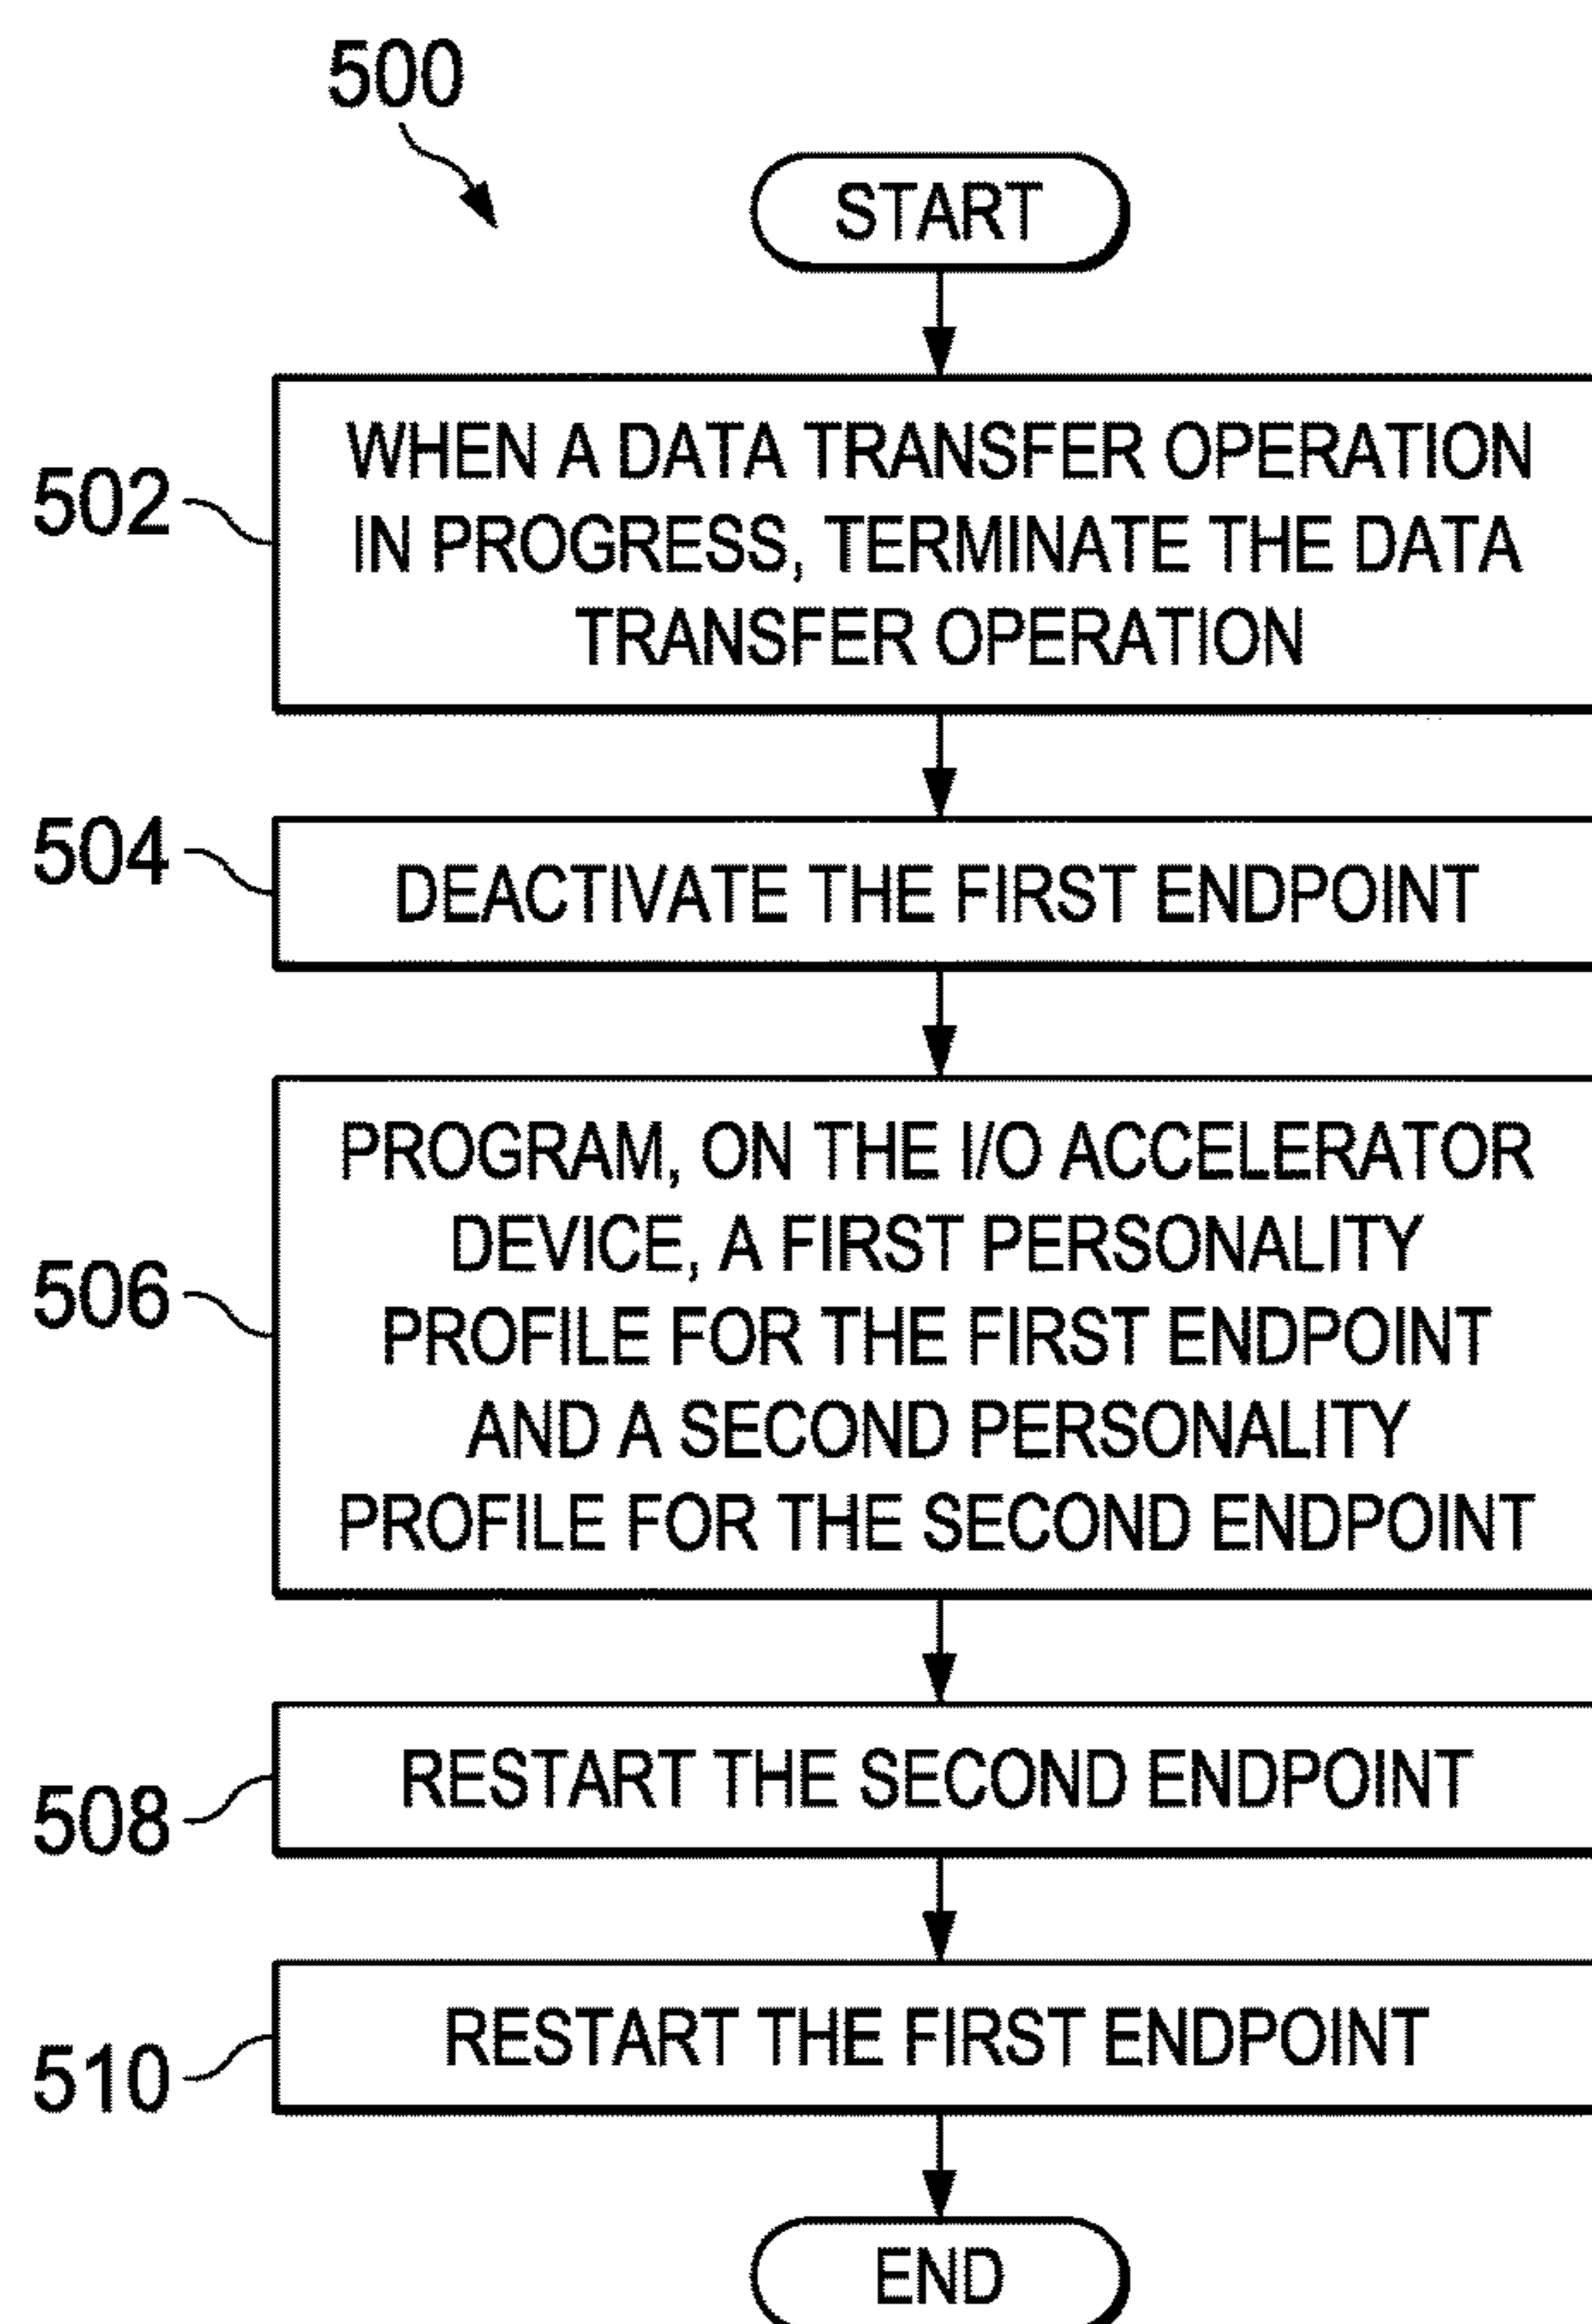 500
START
502
WHEN A DATA TRANSFER OPERATION
IN PROGRESS, TERMINATE THE DATA
TRANSFER OPERATION
504
DEACTIVATE THE FIRST ENDPOINT
506
PROGRAM, ON THE I/O ACCELERATOR
DEVICE, A FIRST PERSONALITY
PROFILE FOR THE FIRST ENDPOINT
AND A SECOND PERSONALITY
PROFILE FOR THE SECOND ENDPOINT
508
RESTART THE SECOND ENDPOINT
510
RESTART THE FIRST ENDPOINT
END